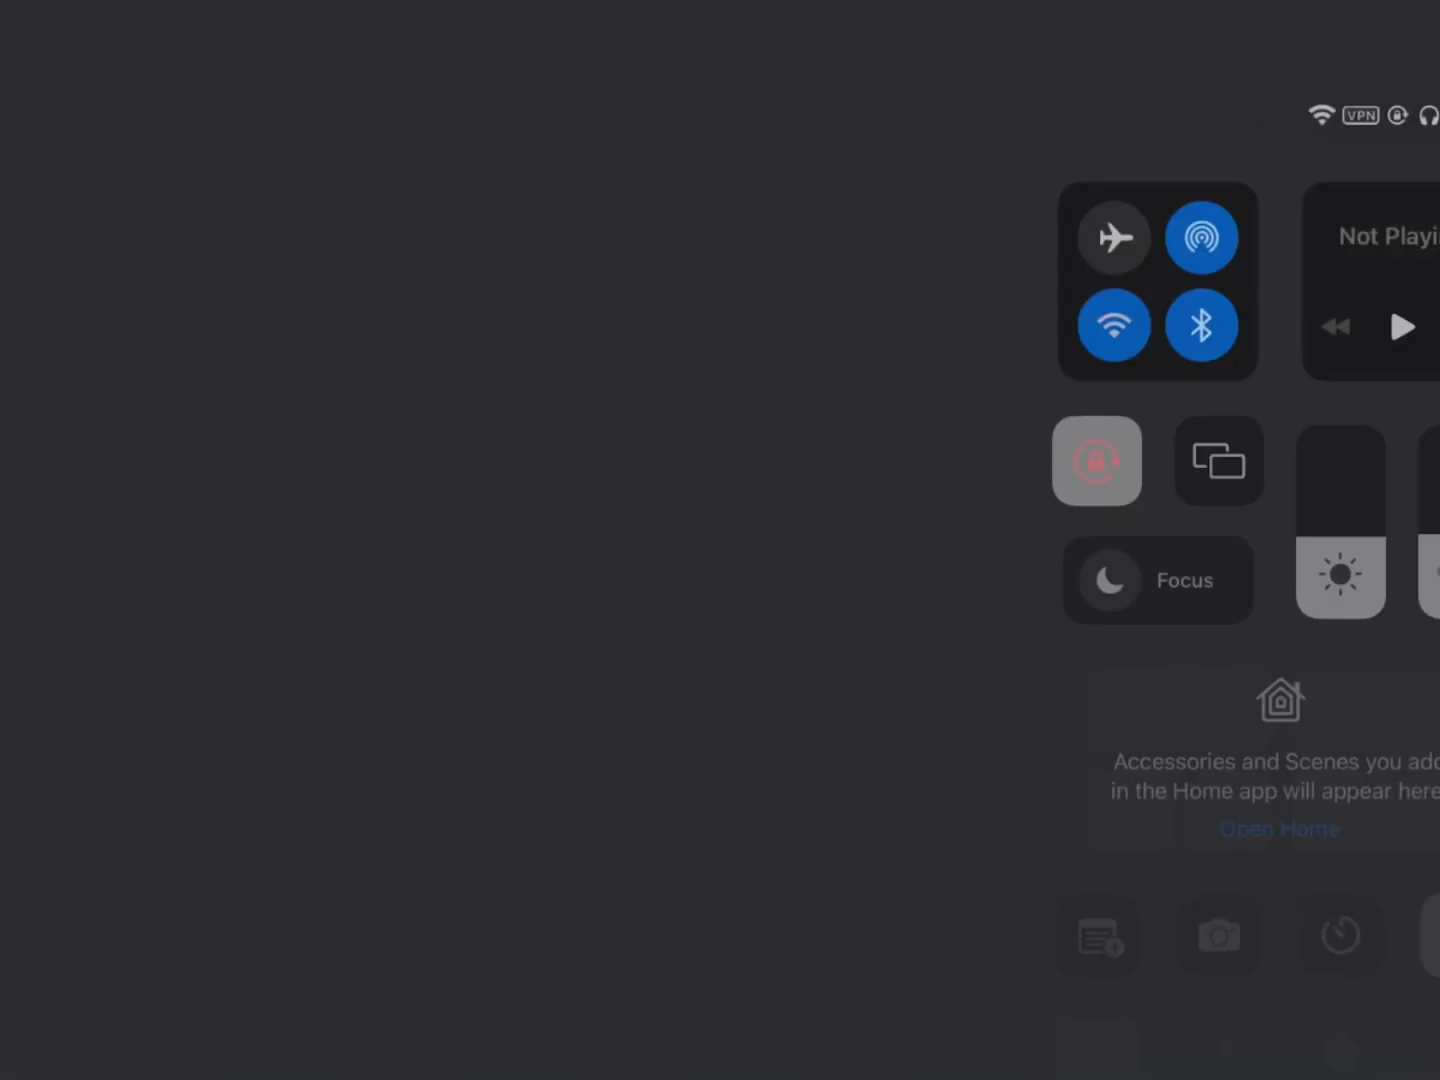 VPN
Not Playi
Focus
Accessories and Scenes you add
in the Home app will appear here
Open Home